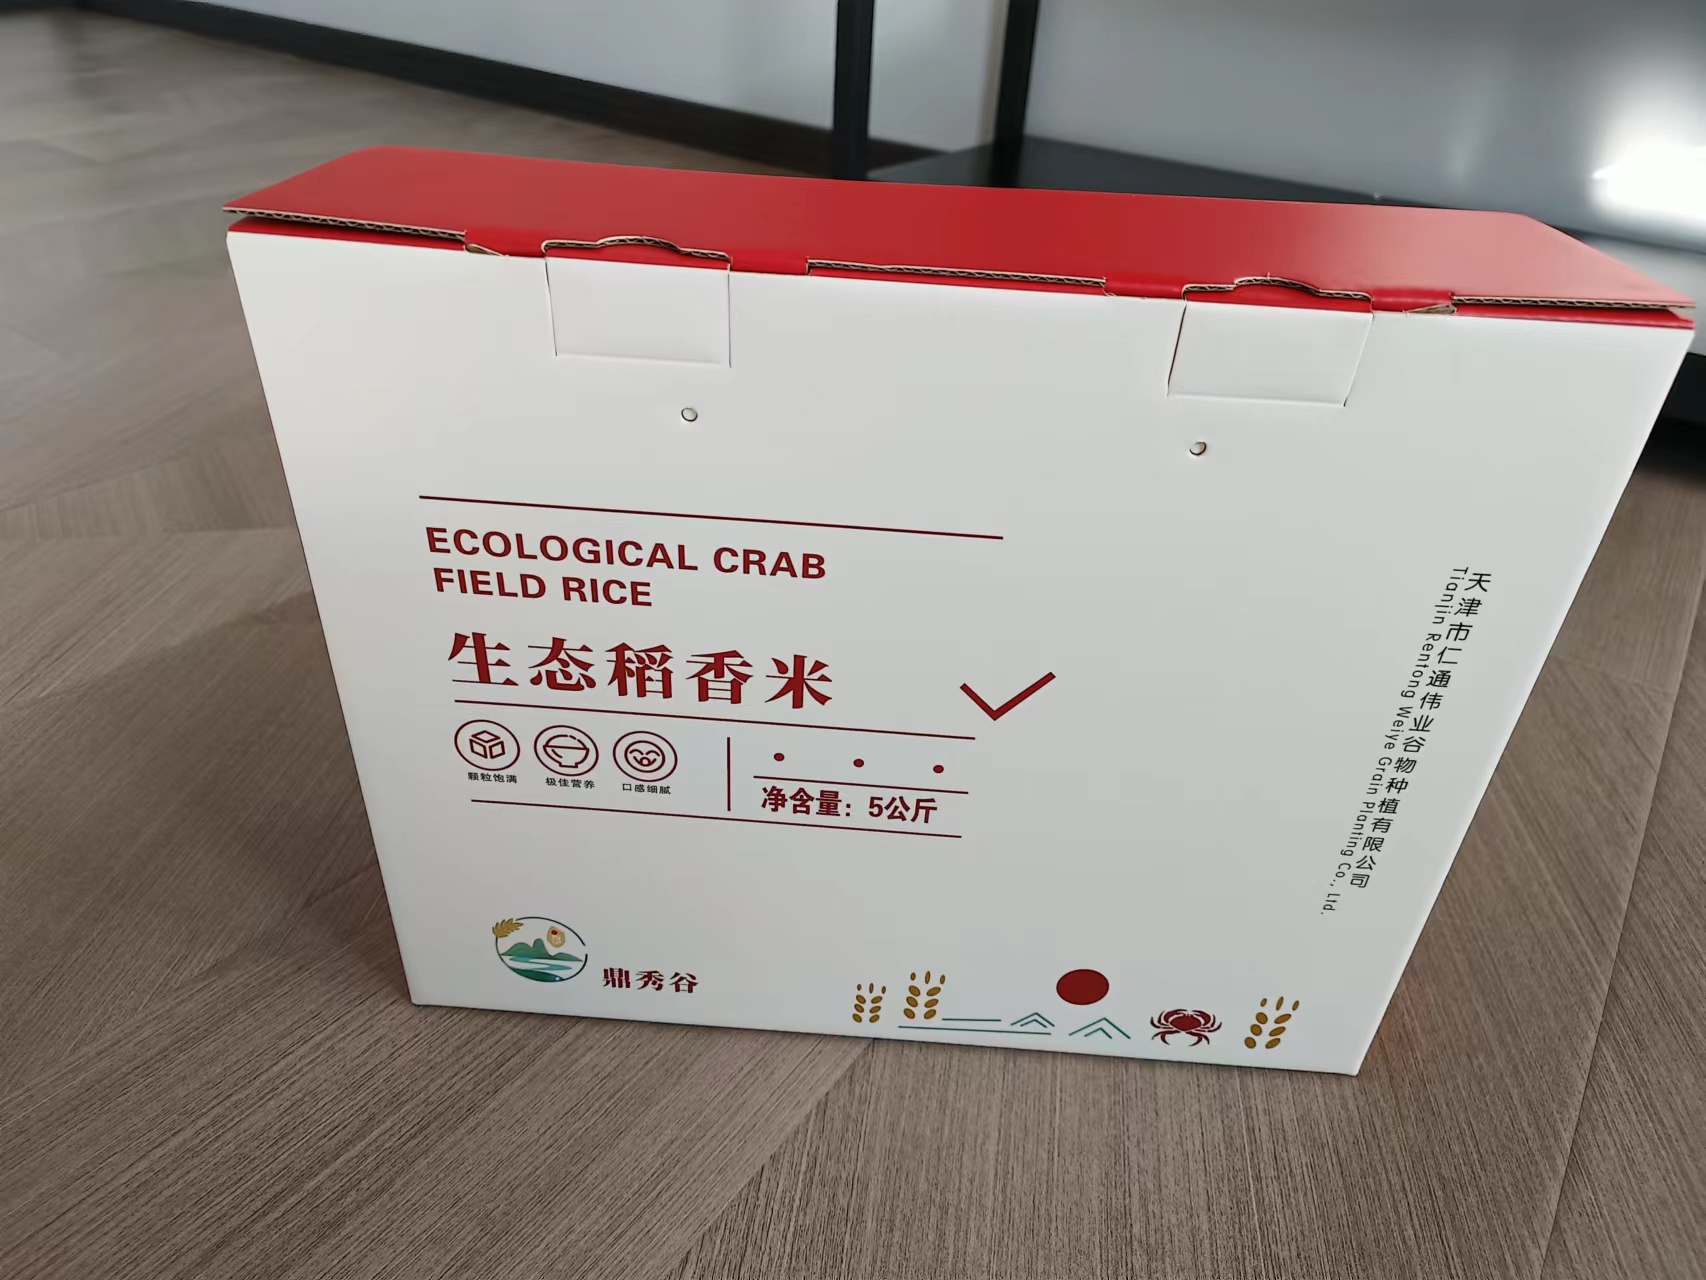 ECOLOGICAL CRAB
FIELD RICE
生态稻香米
颗粒饱满
极佳营养
口感细腻
净含量：5公斤
鼎秀谷
天津市仁通伟业谷物种植有限公司
Tianjin Rentong Weiye Grain Planting Co., Ltd.